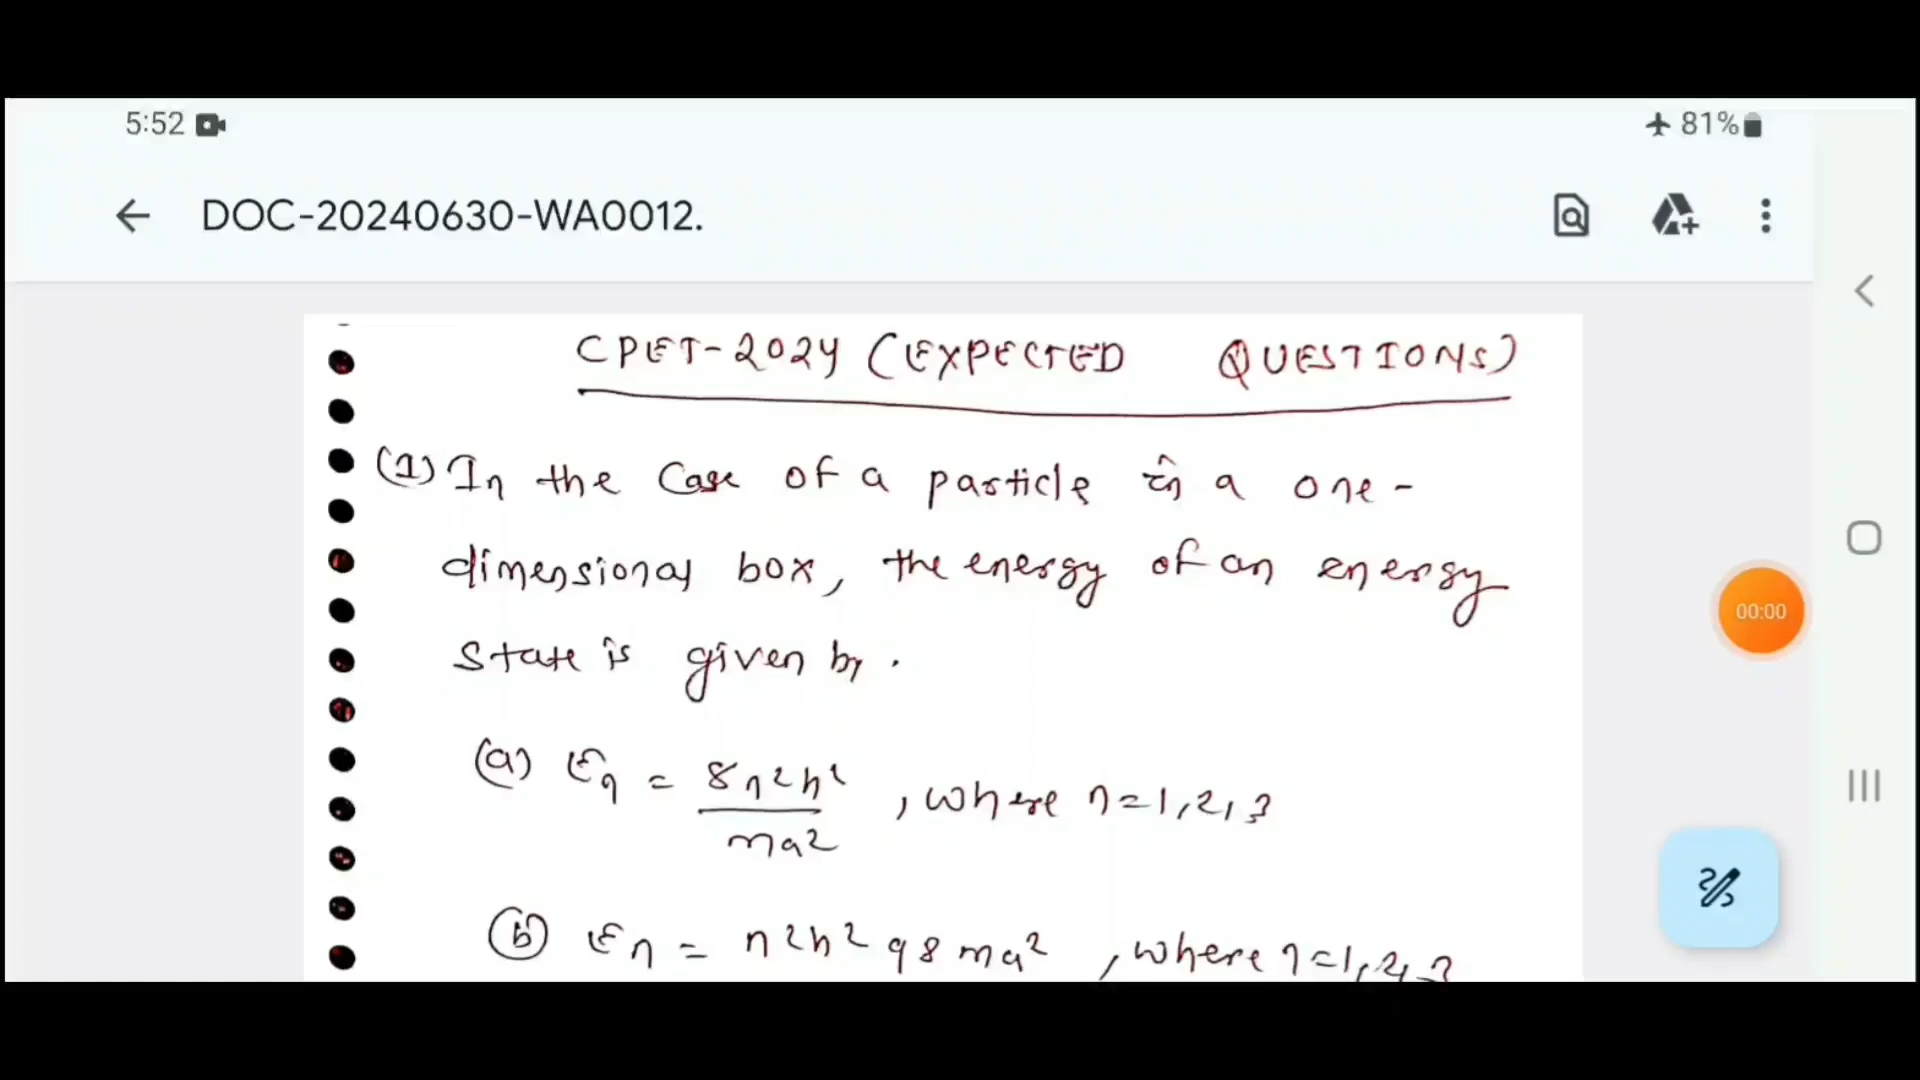 5:52
81%
DOC-20240630-WA0012.
CPET-2024 (EXPECTED QUESTIONS)
(1) In the Case of a particle in a one-
dimensional box, the energy of an energy
state is given by.
(a) En = 8n²h²/ma², where n=1,2,3
00:00
(b) En = n²h² 98 ma², where n=1,2,3